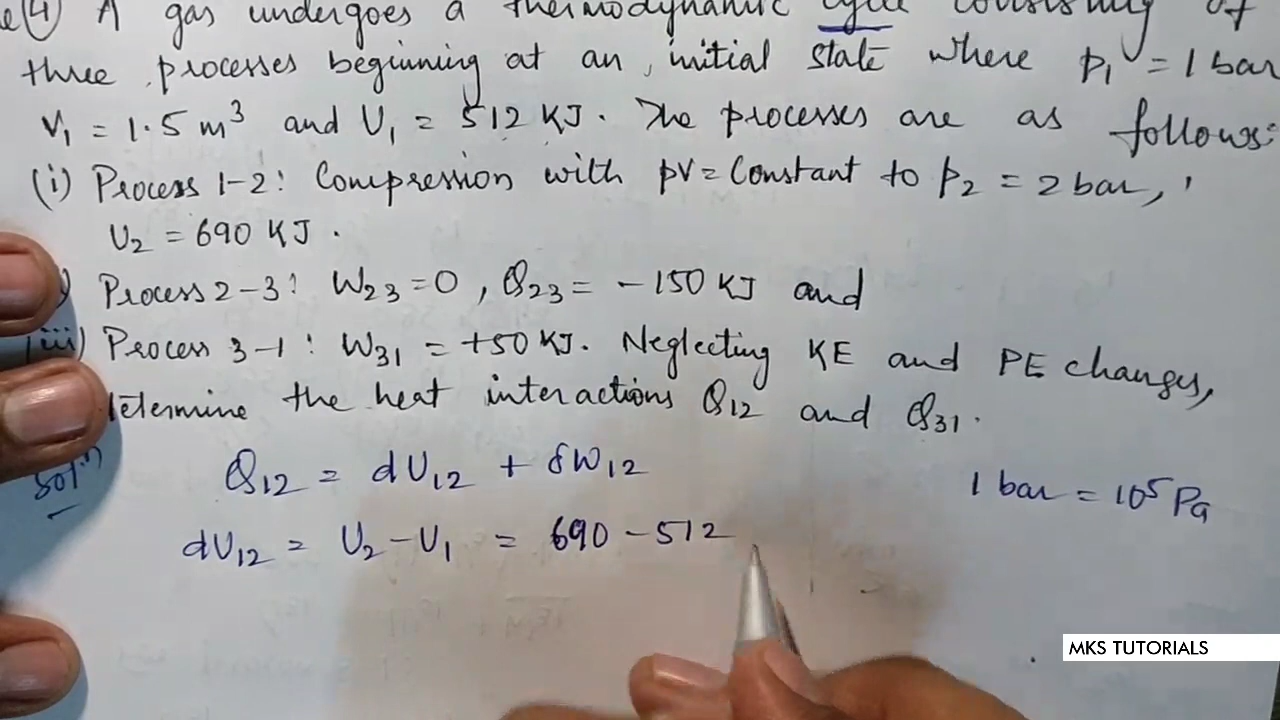 (4) A gas undergoes a thermodynamic cycle consisting of
three processes beginning at an initial state where p₁ = 1 bar
V₁ = 1.5 m³ and U₁ = 512 KJ. The processes are as follows:
(i) Process 1-2: Compression with pV = Constant to p₂ = 2 bar,
U₂ = 690 KJ.
Process 2-3: W₂₃ = 0, Q₂₃ = -150 KJ and
(iii) Process 3-1: W₃₁ = +50 KJ. Neglecting KE and PE changes,
determine the heat interactions Q₁₂ and Q₃₁.
Solⁿ Q₁₂ = dU₁₂ + δW₁₂ 1 bar = 10⁵ Pa
dU₁₂ = U₂ - U₁ = 690 - 512
MKS TUTORIALS